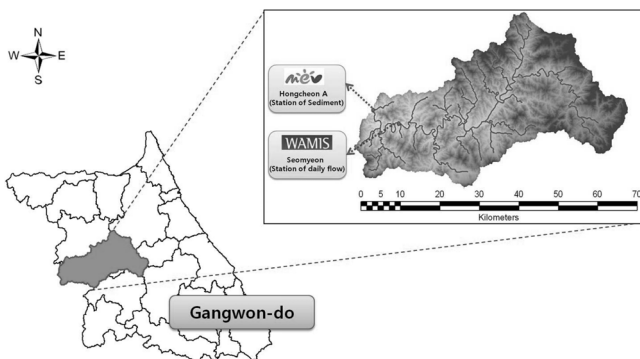 N
W E
S
mev
Hongcheon A
(Station of Sediment)
WAMIS
Seomyeon
(Station of daily flow)
0 5 10 20 30 40 50 60 70
Kilometers
Gangwon-do